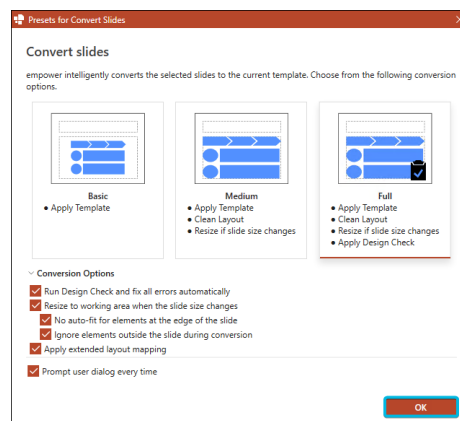 Presets for Convert Slides
Convert slides
empower intelligently converts the selected slides to the current template. Choose from the following conversion
options.
Basic
• Apply Template
Medium
• Apply Template
• Clean Layout
• Resize if slide size changes
Full
• Apply Template
• Clean Layout
• Resize if slide size changes
• Apply Design Check
Conversion Options
Run Design Check and fix all errors automatically
Resize to working area when the slide size changes
No auto-fit for elements at the edge of the slide
Ignore elements outside the slide during conversion
Apply extended layout mapping
Prompt user dialog every time
OK